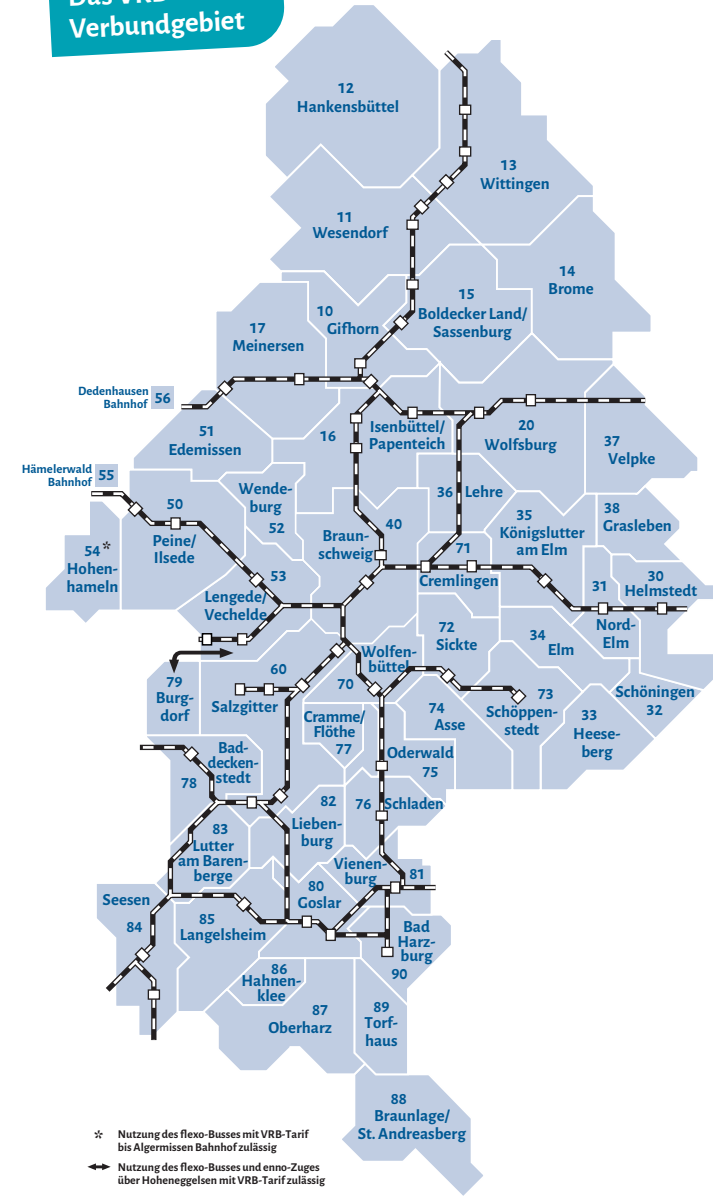 Das VRB-
Verbundgebiet
12
Hankensbüttel
13
Wittingen
11
Wesendorf
14
Brome
15
Boldecker Land/
Sassenburg
10
Gifhorn
17
Meinersen
Dedenhausen
Bahnhof
56
51
Edemissen
16
Isenbüttel/
Papenteich
20
Wolfsburg
37
Velpke
Hämelerwald
Bahnhof
55
50
Peine/
Ilsede
Wende-
burg
52
36 Lehre
35
Königslutter
am Elm
38
Grasleben
54*
Hohen-
hameln
40
Braun-
schweig
71
Cremlingen
53
Lengede/
Vechelde
31
30
Helmstedt
Nord-
Elm
72
Sickte
34
Elm
Wolfen-
büttel
70
79
Burg-
dorf
60
Salzgitter
Schöningen
32
73
Schöppen-
stedt
33
Heese-
berg
74
Asse
Cramme/
Flöthe
77
Oderwald
75
Bad-
decken-
stedt
78
82
Lieben-
burg
76
Schladen
83
Lutter
am Baren-
berge
Vienen-
burg
81
80
Goslar
Seesen
84
85
Langelsheim
Bad
Harz-
burg
90
86
Hahnen-
klee
87
Oberharz
89
Torf-
haus
88
Braunlage/
St. Andreasberg
* Nutzung des flexo-Busses mit VRB-Tarif
bis Algermissen Bahnhof zulässig
Nutzung des flexo-Busses und enno-Zuges
über Hoheneggelsen mit VRB-Tarif zulässig